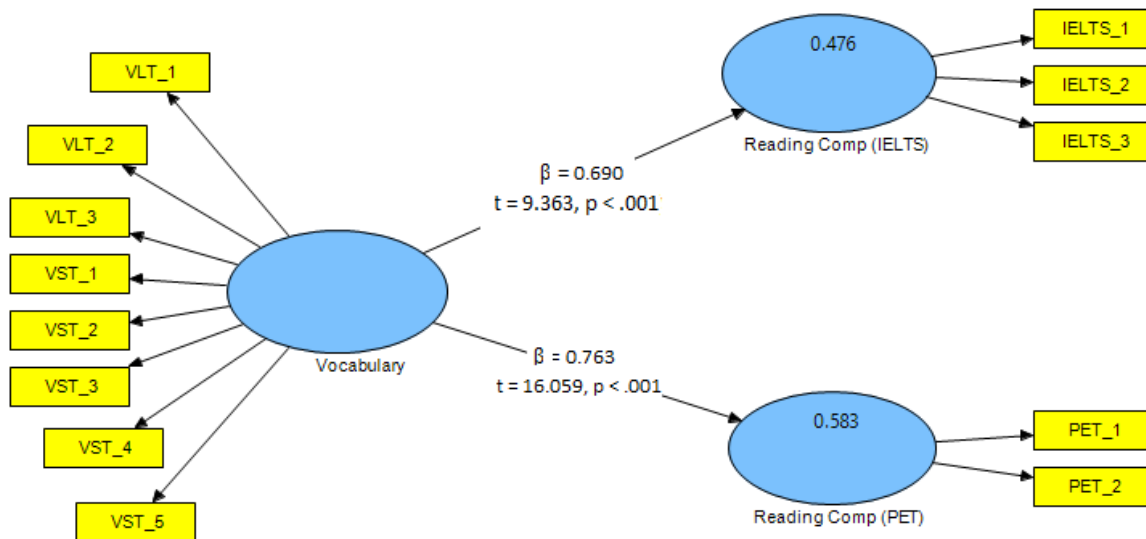 VLT_1
VLT_2
VLT_3
VST_1
VST_2
VST_3
VST_4
VST_5
Vocabulary
β = 0.690
t = 9.363, p < .001
β = 0.763
t = 16.059, p < .001
0.476
Reading Comp (IELTS)
IELTS_1
IELTS_2
IELTS_3
0.583
Reading Comp (PET)
PET_1
PET_2